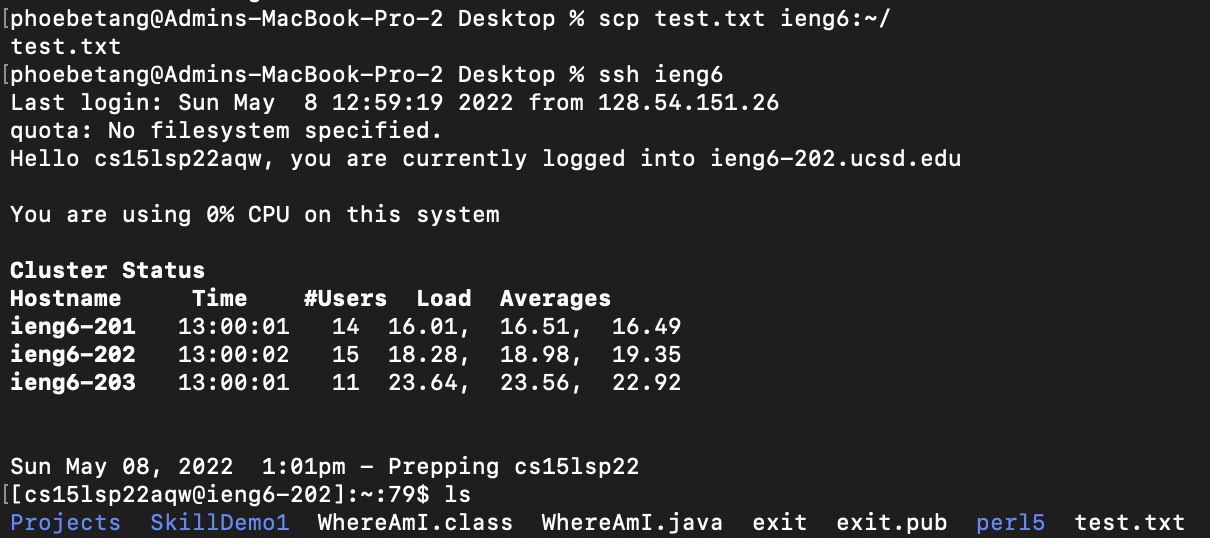 [phoebetang@Admins-MacBook-Pro-2 Desktop % scp test.txt ieng6:~/
test.txt
[phoebetang@Admins-MacBook-Pro-2 Desktop % ssh ieng6
Last login: Sun May  8 12:59:19 2022 from 128.54.151.26
quota: No filesystem specified.
Hello cs15lsp22aqw, you are currently logged into ieng6-202.ucsd.edu
You are using 0% CPU on this system
Cluster Status
Hostname     Time    #Users  Load  Averages
ieng6-201   13:00:01   14  16.01,  16.51,  16.49
ieng6-202   13:00:02   15  18.28,  18.98,  19.35
ieng6-203   13:00:01   11  23.64,  23.56,  22.92
Sun May 08, 2022  1:01pm - Prepping cs15lsp22
[[cs15lsp22aqw@ieng6-202]:~:79$ ls
Projects  SkillDemo1  WhereAmI.class  WhereAmI.java  exit  exit.pub  perl5  test.txt